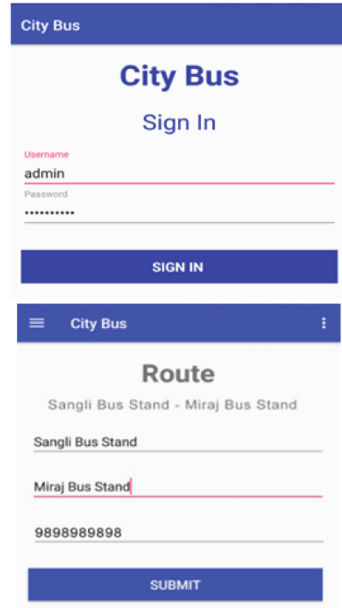 City Bus
City Bus
Sign In
Username
admin
Password
••••••••••
SIGN IN
City Bus
Route
Sangli Bus Stand - Miraj Bus Stand
Sangli Bus Stand
Miraj Bus Stand
9898989898
SUBMIT